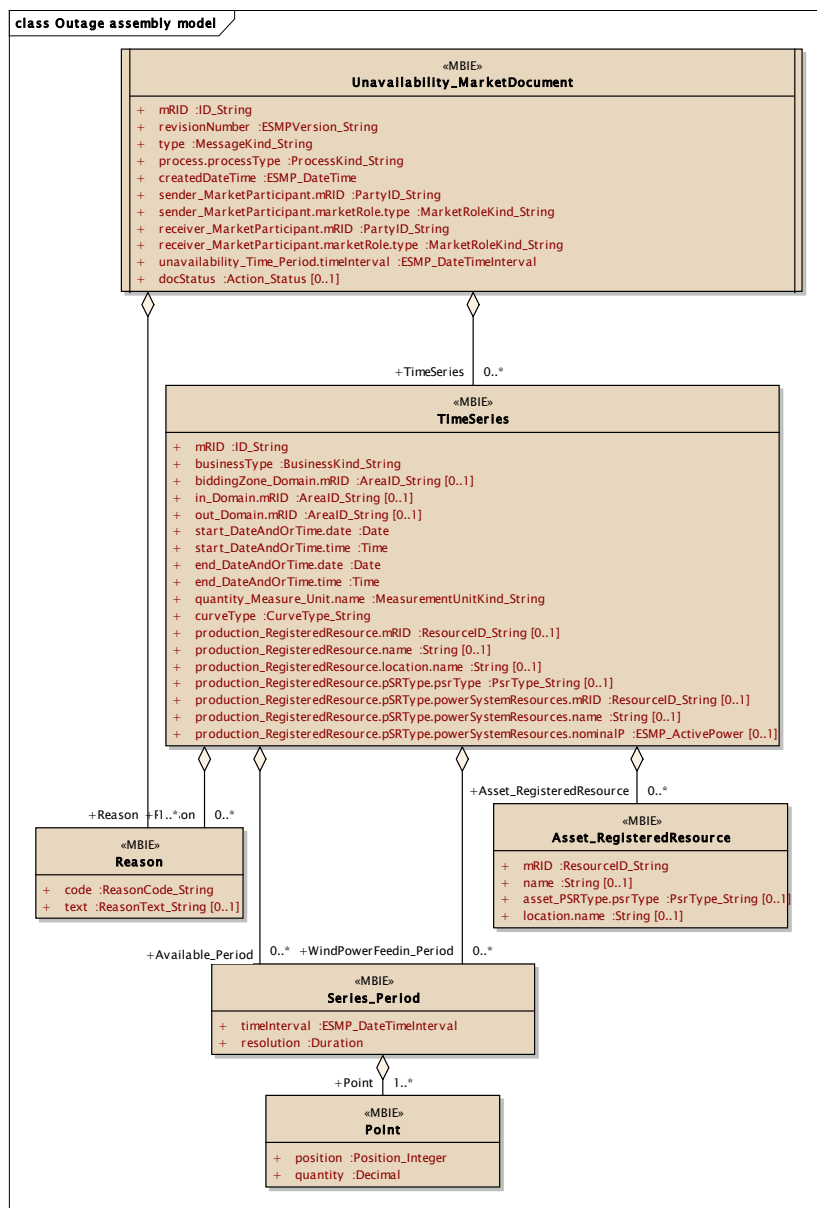 class Outage assembly model
«MBIE»
Unavailability_MarketDocument
+ mRID :ID_String
+ revisionNumber :ESMPVersion_String
+ type :MessageKind_String
+ process.processType :ProcessKind_String
+ createdDateTime :ESMP_DateTime
+ sender_MarketParticipant.mRID :PartyID_String
+ sender_MarketParticipant.marketRole.type :MarketRoleKind_String
+ receiver_MarketParticipant.mRID :PartyID_String
+ receiver_MarketParticipant.marketRole.type :MarketRoleKind_String
+ unavailability_Time_Period.timeInterval :ESMP_DateTimeInterval
+ docStatus :Action_Status [0..1]
+TimeSeries 0..*
«MBIE»
TimeSeries
+ mRID :ID_String
+ businessType :BusinessKind_String
+ biddingZone_Domain.mRID :AreaID_String [0..1]
+ in_Domain.mRID :AreaID_String [0..1]
+ out_Domain.mRID :AreaID_String [0..1]
+ start_DateAndOrTime.date :Date
+ start_DateAndOrTime.time :Time
+ end_DateAndOrTime.date :Date
+ end_DateAndOrTime.time :Time
+ quantity_Measure_Unit.name :MeasurementUnitKind_String
+ curveType :CurveType_String
+ production_RegisteredResource.mRID :ResourceID_String [0..1]
+ production_RegisteredResource.name :String [0..1]
+ production_RegisteredResource.location.name :String [0..1]
+ production_RegisteredResource.pSRType.psrType :PsrType_String [0..1]
+ production_RegisteredResource.pSRType.powerSystemResources.mRID :ResourceID_String [0..1]
+ production_RegisteredResource.pSRType.powerSystemResources.name :String [0..1]
+ production_RegisteredResource.pSRType.powerSystemResources.nominalP :ESMP_ActivePower [0..1]
+Asset_RegisteredResource 0..*
+Reason 1..* 0..*
«MBIE»
Reason
+ code :ReasonCode_String
+ text :ReasonText_String [0..1]
«MBIE»
Asset_RegisteredResource
+ mRID :ResourceID_String
+ name :String [0..1]
+ asset_PSRType.psrType :PsrType_String [0..1]
+ location.name :String [0..1]
+Available_Period 0..* +WindPowerFeedin_Period 0..*
«MBIE»
Series_Period
+ timeInterval :ESMP_DateTimeInterval
+ resolution :Duration
+Point 1..*
«MBIE»
Point
+ position :Position_Integer
+ quantity :Decimal